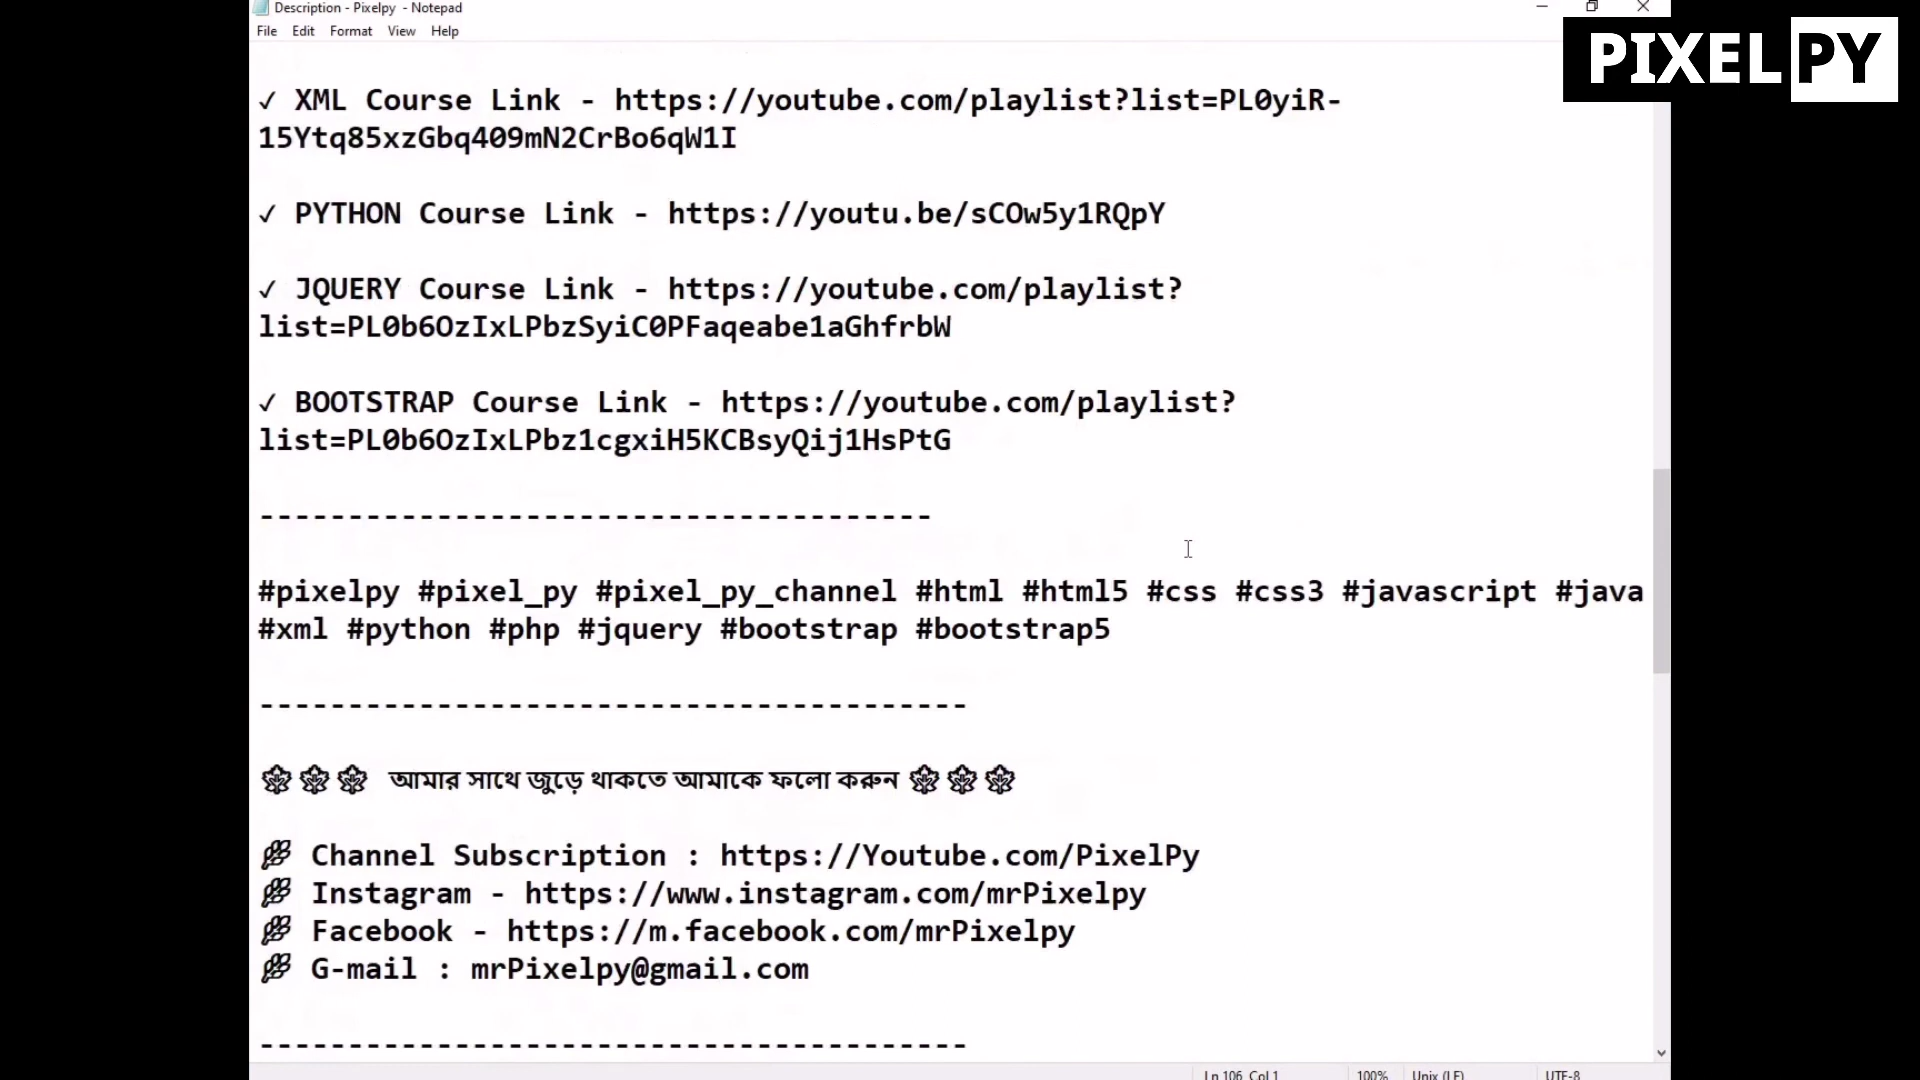 Description - Pixelpy - Notepad
File Edit Format View Help
PIXELPY
✓ XML Course Link - https://youtube.com/playlist?list=PL0yiR-
15Ytq85xzGbq409mN2CrBo6qW1I
✓ PYTHON Course Link - https://youtu.be/sCOw5y1RQpY
✓ JQUERY Course Link - https://youtube.com/playlist?
list=PL0b6OzIxLPbzSyiC0PFaqeabe1aGhfrbW
✓ BOOTSTRAP Course Link - https://youtube.com/playlist?
list=PL0b6OzIxLPbz1cgxiH5KCBsyQij1HsPtG
--------------------------------------
#pixelpy #pixel_py #pixel_py_channel #html #html5 #css #css3 #javascript #java
#xml #python #php #jquery #bootstrap #bootstrap5
----------------------------------------
আমার সাথে জুড়ে থাকতে আমাকে ফলো করুন
Channel Subscription : https://Youtube.com/PixelPy
Instagram - https://www.instagram.com/mrPixelpy
Facebook - https://m.facebook.com/mrPixelpy
G-mail : mrPixelpy@gmail.com
----------------------------------------
Ln 106, Col 1 100% Unix (LF) UTF-8